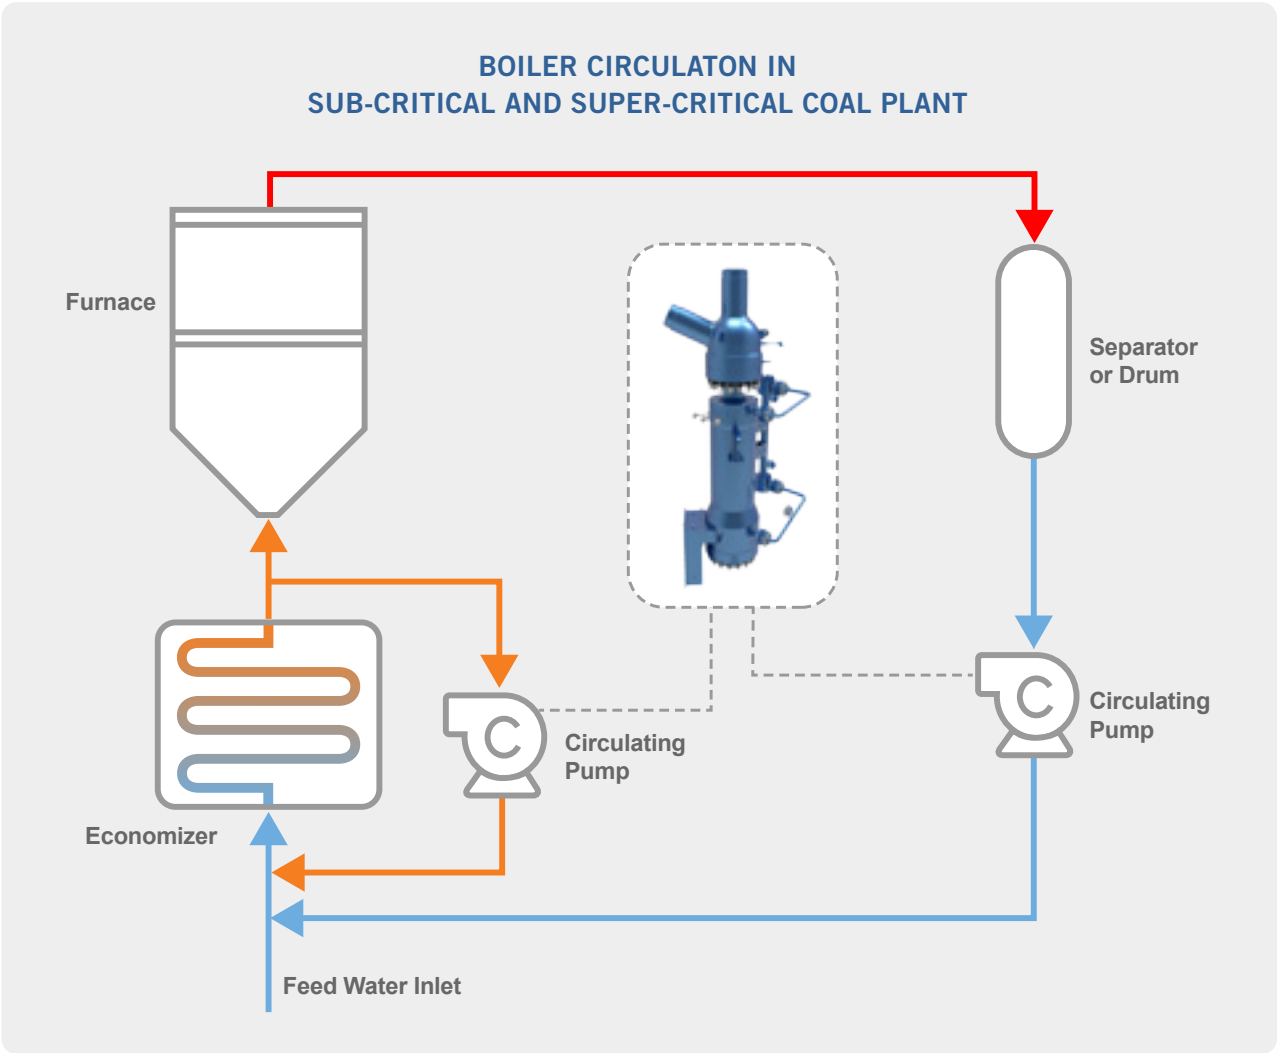 BOILER CIRCULATON IN
SUB-CRITICAL AND SUPER-CRITICAL COAL PLANT
Furnace
Separator
or Drum
C
Circulating
Pump
C
Circulating
Pump
Economizer
Feed Water Inlet